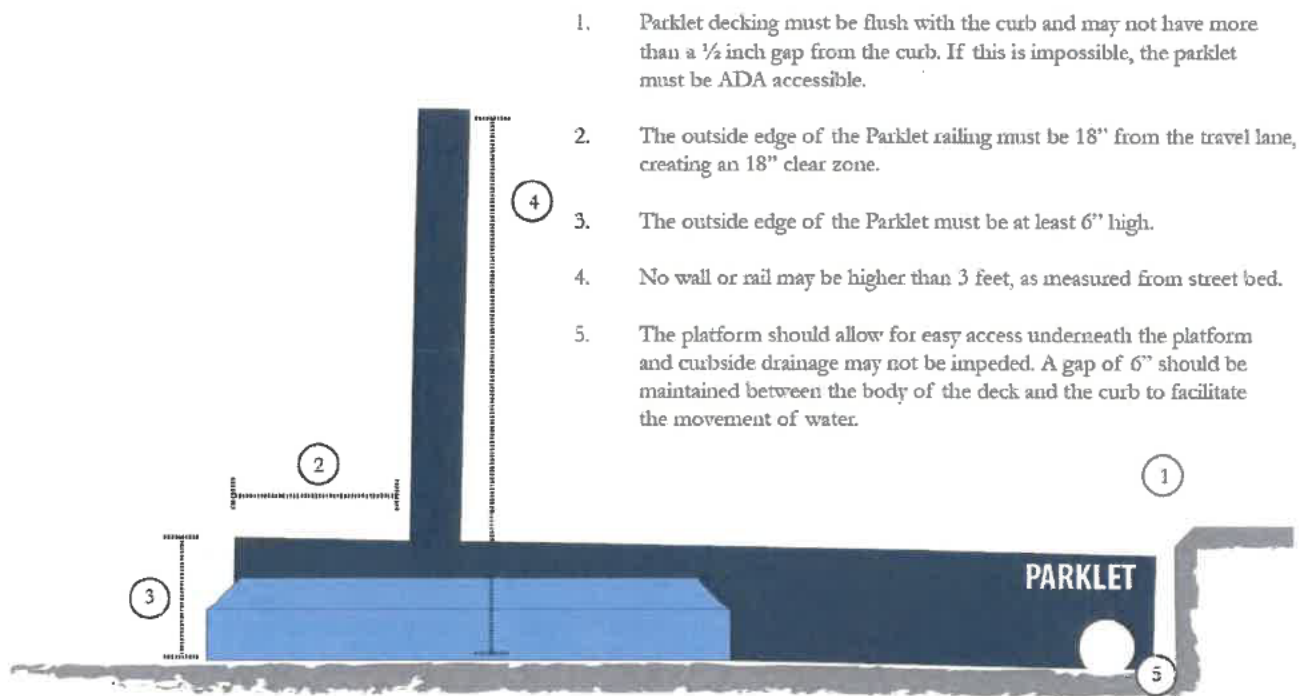 1. Parklet decking must be flush with the curb and may not have more
than a ½ inch gap from the curb. If this is impossible, the parklet
must be ADA accessible.
2. The outside edge of the Parklet railing must be 18” from the travel lane,
creating an 18” clear zone.
3. The outside edge of the Parklet must be at least 6” high.
4. No wall or rail may be higher than 3 feet, as measured from street bed.
5. The platform should allow for easy access underneath the platform
and curbside drainage may not be impeded. A gap of 6” should be
maintained between the body of the deck and the curb to facilitate
the movement of water.
4
2
1
3
PARKLET
5